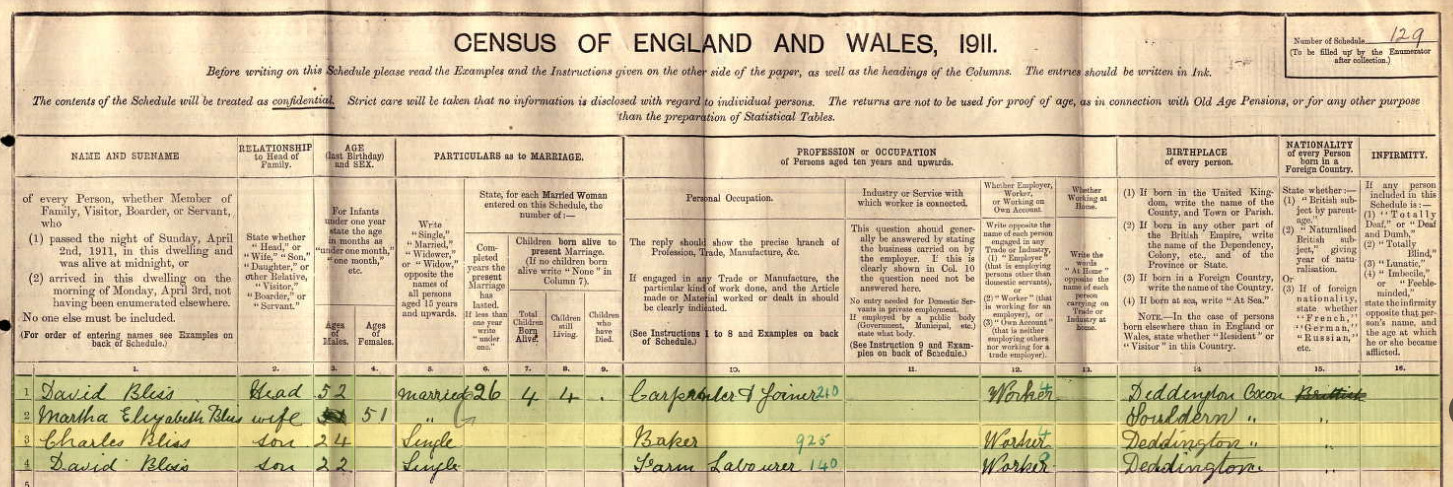 CENSUS OF ENGLAND AND WALES, 1911.
Number of Schedule 129
(To be filled up by the Enumerator
after collection.)
Before writing on this Schedule please read the Examples and the Instructions given on the other side of the paper, as well as the headings of the Columns. The entries should be written in Ink.
The contents of the Schedule will be treated as confidential. Strict care will be taken that no information is disclosed with regard to individual persons. The returns are not to be used for proof of age, as in connection with Old Age Pensions, or for any other purpose
than the preparation of Statistical Tables.
NAME AND SURNAME
of every Person, whether Member of
Family, Visitor, Boarder, or Servant,
who
(1) passed the night of Sunday, April
2nd, 1911, in this dwelling and
was alive at midnight, or
(2) arrived in this dwelling on the
morning of Monday, April 3rd, not
having been enumerated elsewhere.
No one else must be included.
(For order of entering names see Examples on
back of Schedule.)
RELATIONSHIP
to Head of
Family.
State whether
"Head," or
"Wife," "Son,"
"Daughter," or
other Relative,
"Visitor,"
"Boarder," or
"Servant."
AGE
(last Birthday)
and SEX.
For Infants
under one year
state the age
in months as
"under one month,"
"one month,"
etc.
Ages
of
Males.
Ages
of
Females.
PARTICULARS as to MARRIAGE.
Write
"Single,"
"Married,"
"Widower,"
or "Widow,"
opposite the
names of
all persons
aged 15 years
and upwards.
State, for each Married Woman
entered on this Schedule, the
number of:—
Completed
years the
present
Marriage
has
lasted.
If less than
one year
write
"under
one."
Children born alive to
present Marriage.
(If no children born
alive write "None" in
Column 7).
Total
Children
Born
Alive.
Children
still
Living.
Children
who
have
Died.
PROFESSION or OCCUPATION
of Persons aged ten years and upwards.
Personal Occupation.
The reply should show the precise branch of
Profession, Trade, Manufacture, &c.
If engaged in any Trade or Manufacture, the
particular kind of work done, and the Article
made or Material worked or dealt in should
be clearly indicated.
(See Instructions 1 to 8 and Examples on back
of Schedule.)
Industry or Service with
which worker is connected.
This question should generally
be answered by stating
the business carried on by
the employer. If this is
clearly shown in Col. 10
the question need not be
answered here.
No entry needed for Domestic Servants
in private employment.
If employed by a public body
(Government, Municipal, etc.)
state what body.
(See Instruction 9 and Examples
on back of Schedule.)
Whether Employer,
Worker,
or Working on
Own Account.
Write opposite the
name of each person
engaged in any
Trade or Industry,
(1) "Employer"
(that is employing
persons other than
domestic servants),
or
(2) "Worker" (that
is working for an
employer), or
(3) "Own Account"
(that is neither
employing others
nor working for a
trade employer).
Whether
Working at
Home.
Write the
words
"At Home"
opposite the
name of each
person
carrying on
Trade or
Industry at
home.
BIRTHPLACE
of every person.
(1) If born in the United Kingdom,
write the name of the
County, and Town or Parish.
(2) If born in any other part of
the British Empire, write
the name of the Dependency,
Colony, etc., and of the
Province or State.
(3) If born in a Foreign Country,
write the name of the Country.
(4) If born at sea, write "At Sea."
NOTE.—In the case of persons
born elsewhere than in England or
Wales, state whether "Resident" or
"Visitor" in this Country.
NATIONALITY
of every Person
born in a
Foreign Country.
State whether:—
(1) "British subject
by parentage,"
(2) "Naturalised
British
subject," giving
year of naturalisation.
Or
(3) If of foreign
nationality,
state whether
"French,"
"German,"
"Russian,"
etc.
INFIRMITY.
If any person
included in this
Schedule is:—
(1) "Totally
Deaf," or "Deaf
and Dumb,"
(2) "Totally
Blind,"
(3) "Lunatic,"
(4) "Imbecile,"
or "Feeble-
minded,"
state the infirmity
opposite that person's
name, and
the age at which
he or she became
afflicted.
1. 2. 3. 4. 5. 6. 7. 8. 9. 10. 11. 12. 13. 14 15. 16.
1 David Bliss Head 52 married 26 4 4 . Carpenter & Joiner 210 Worker 4 Deddington Oxon British
2 Martha Elizabeth Bliss wife 51 " Souldern " "
3 Charles Bliss son 24 Single Baker 925 Worker 4 Deddington " "
4 David Bliss son 22 Single Farm Labourer 140 Worker Deddington "
5